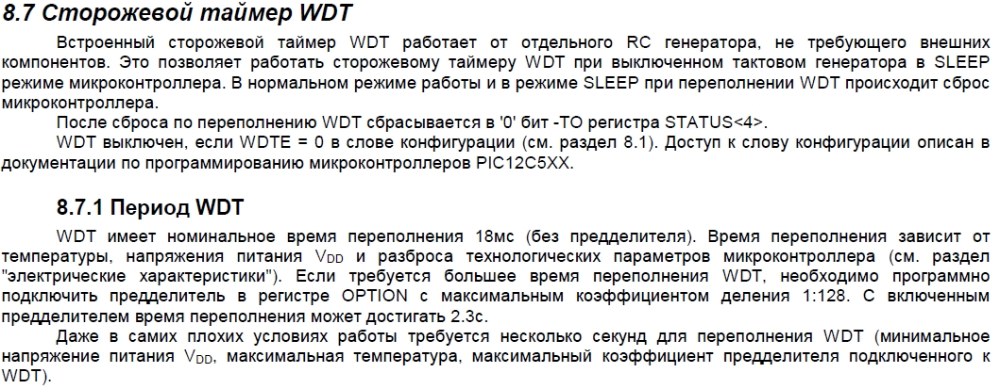 8.7 Сторожевой таймер WDT
Встроенный сторожевой таймер WDT работает от отдельного RC генератора, не требующего внешних
компонентов. Это позволяет работать сторожевому таймеру WDT при выключенном тактовом генератора в SLEEP
режиме микроконтроллера. В нормальном режиме работы и в режиме SLEEP при переполнении WDT происходит сброс
микроконтроллера.
После сброса по переполнению WDT сбрасывается в '0' бит -TO регистра STATUS<4>.
WDT выключен, если WDTE = 0 в слове конфигурации (см. раздел 8.1). Доступ к слову конфигурации описан в
документации по программированию микроконтроллеров PIC12C5XX.
8.7.1 Период WDT
WDT имеет номинальное время переполнения 18мс (без предделителя). Время переполнения зависит от
температуры, напряжения питания VDD и разброса технологических параметров микроконтроллера (см. раздел
"электрические характеристики"). Если требуется большее время переполнения WDT, необходимо программно
подключить предделитель в регистре OPTION с максимальным коэффициентом деления 1:128. С включенным
предделителем время переполнения может достигать 2.3с.
Даже в самих плохих условиях работы требуется несколько секунд для переполнения WDT (минимальное
напряжение питания VDD, максимальная температура, максимальный коэффициент предделителя подключенного к
WDT).